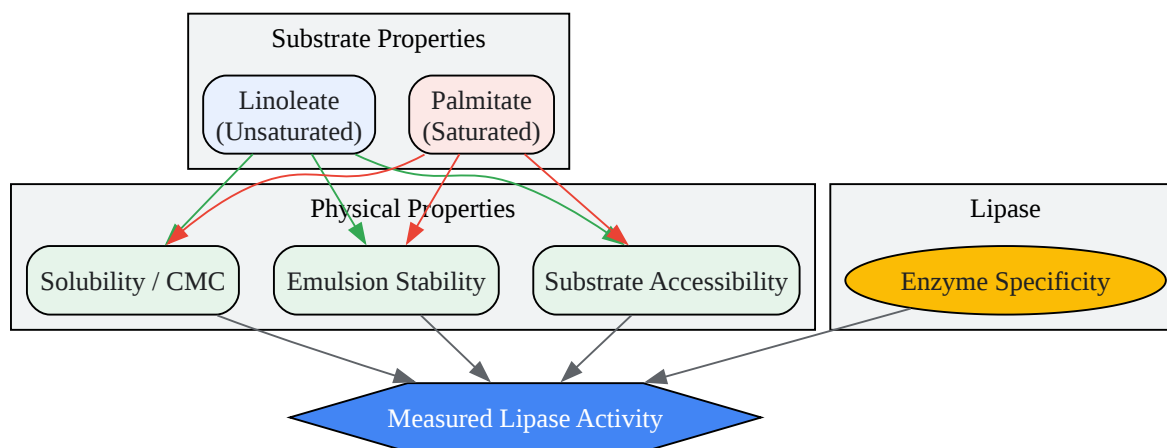 Substrate Properties
Linoleate
(Unsaturated)
Palmitate
(Saturated)
Physical Properties
Lipase
Solubility / CMC
Emulsion Stability
Substrate Accessibility
Enzyme Specificity
Measured Lipase Activity